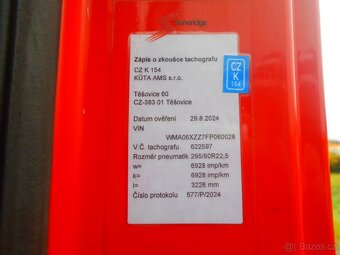 Stoneridge
Zápis o zkoušce tachografu
CZ K 154
KŮTA AMS s.r.o.
CZ
K
154
Těšovice 60
CZ-383 01 Těšovice
Datum ověření 29.8.2024
VIN
WMA06XZZ7FP060028
V.Č. tachografu 622597
Rozměr pneumatik 295/80R22,5
w= 6928 imp/km
k= 6928 imp/km
l= 3226 mm
Číslo protokolu 577/P/2024
bazos.cz